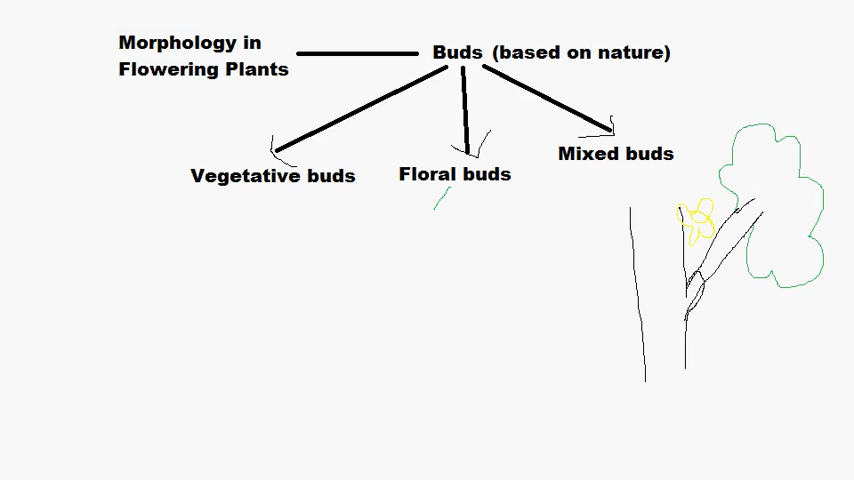 Morphology in
Flowering Plants
Buds (based on nature)
Vegetative buds
Floral buds
Mixed buds